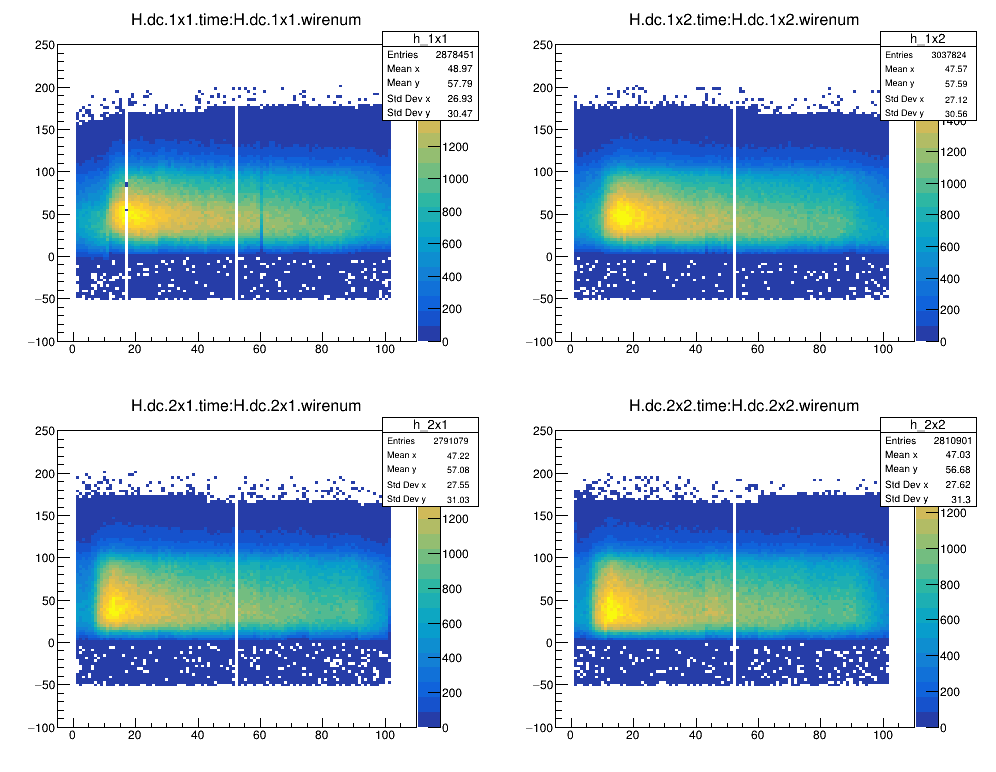 H.dc.1x1.time:H.dc.1x1.wirenum
h_1x1
Entries 2878451
Mean x 48.97
Mean y 57.79
Std Dev x 26.93
Std Dev y 30.47
250
200
150
100
50
0
−50
−100
0 20 40 60 80 100
1200
1000
800
600
400
200
0
H.dc.1x2.time:H.dc.1x2.wirenum
h_1x2
Entries 3037824
Mean x 47.57
Mean y 57.59
Std Dev x 27.12
Std Dev y 30.56
250
200
150
100
50
0
−50
−100
0 20 40 60 80 100
1400
1200
1000
800
600
400
200
0
H.dc.2x1.time:H.dc.2x1.wirenum
h_2x1
Entries 2791079
Mean x 47.22
Mean y 57.08
Std Dev x 27.55
Std Dev y 31.03
250
200
150
100
50
0
−50
−100
0 20 40 60 80 100
1200
1000
800
600
400
200
0
H.dc.2x2.time:H.dc.2x2.wirenum
h_2x2
Entries 2810901
Mean x 47.03
Mean y 56.68
Std Dev x 27.62
Std Dev y 31.3
250
200
150
100
50
0
−50
−100
0 20 40 60 80 100
1200
1000
800
600
400
200
0